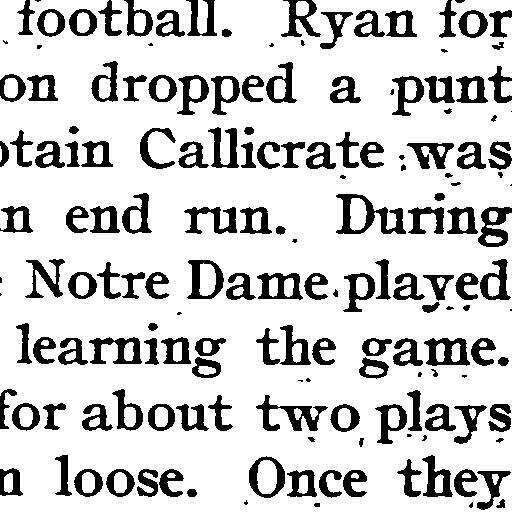 football. Ryan for
on dropped a punt
ptain Callicrate was
n end run. During
Notre Dame played
learning the game.
for about two plays
n loose. Once they